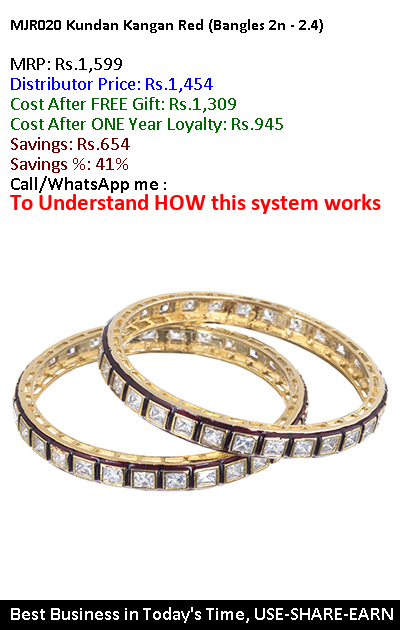 MJR020 Kundan Kangan Red (Bangles 2n - 2.4)
MRP: Rs.1,599
Distributor Price: Rs.1,454
Cost After FREE Gift: Rs.1,309
Cost After ONE Year Loyalty: Rs.945
Savings: Rs.654
Savings %: 41%
Call/WhatsApp me :
To Understand HOW this system works
Best Business in Today's Time, USE-SHARE-EARN